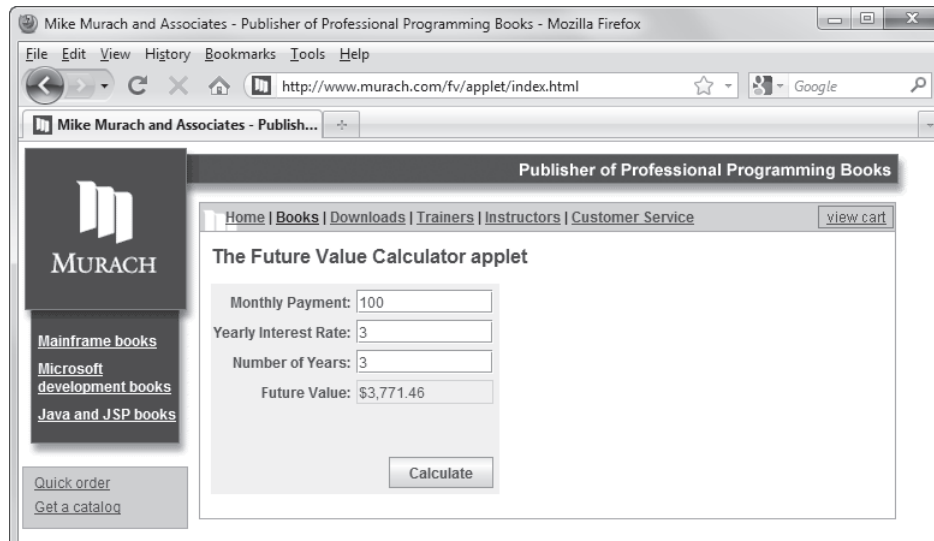 Mike Murach and Associates - Publisher of Professional Programming Books - Mozilla Firefox
File Edit View History Bookmarks Tools Help
http://www.murach.com/fv/applet/index.html
Google
Mike Murach and Associates - Publish...
Publisher of Professional Programming Books
Home | Books | Downloads | Trainers | Instructors | Customer Service
view cart
MURACH
The Future Value Calculator applet
Monthly Payment: 100
Yearly Interest Rate: 3
Number of Years: 3
Future Value: $3,771.46
Calculate
Mainframe books
Microsoft
development books
Java and JSP books
Quick order
Get a catalog